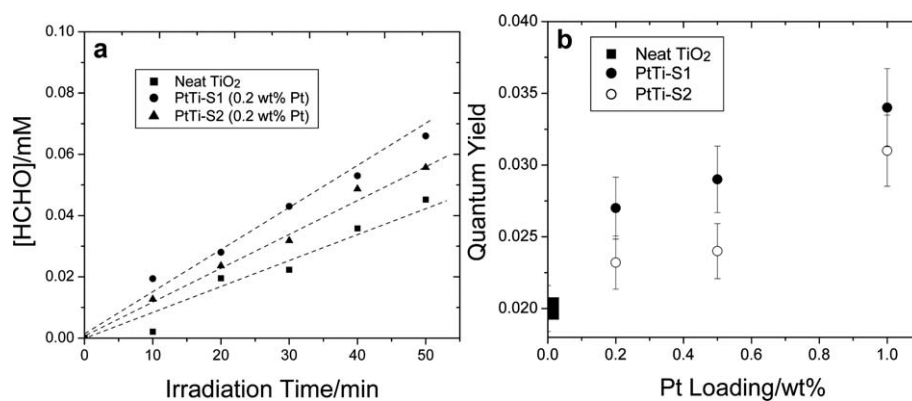 a
Neat TiO₂
PtTi-S1 (0.2 wt% Pt)
PtTi-S2 (0.2 wt% Pt)
[HCHO]/mM
0.10
0.08
0.06
0.04
0.02
0.00
0 10 20 30 40 50
Irradiation Time/min
b
Neat TiO₂
PtTi-S1
PtTi-S2
Quantum Yield
0.040
0.035
0.030
0.025
0.020
0.0 0.2 0.4 0.6 0.8 1.0
Pt Loading/wt%